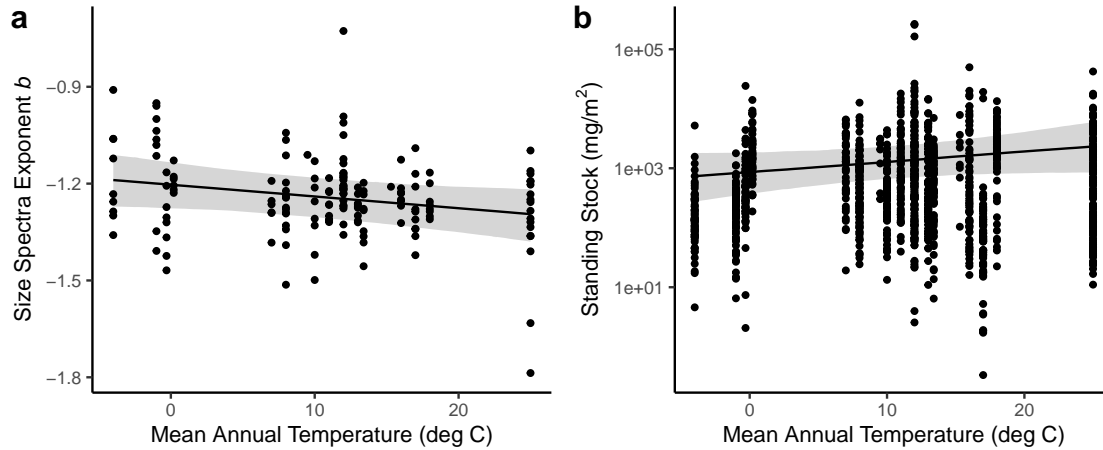 a
Size Spectra Exponent b
−0.9
−1.2
−1.5
−1.8
0
10
20
Mean Annual Temperature (deg C)
b
Standing Stock (mg/m²)
1e+05
1e+03
1e+01
0
10
20
Mean Annual Temperature (deg C)